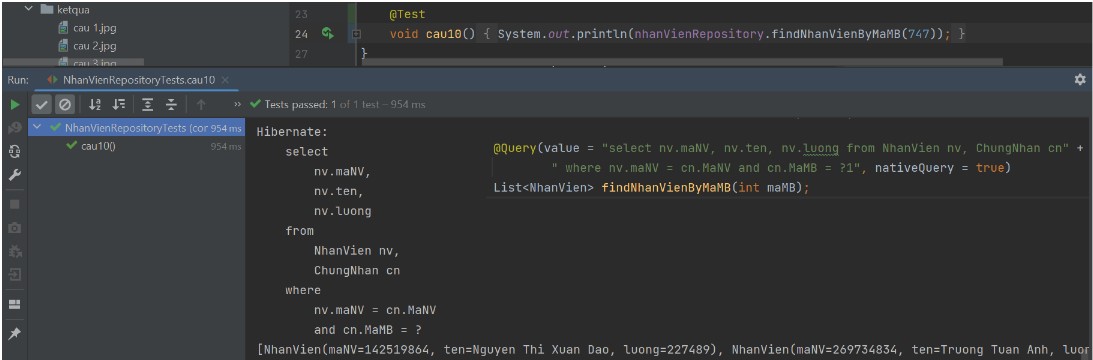 ketqua
cau 1.jpg
cau 2.jpg
cau 3.jpg
23 @Test
24 void cau10() { System.out.println(nhanVienRepository.findNhanVienByMaMB(747)); }
27 }
Run: NhanVienRepositoryTests.cau10 ×
» Tests passed: 1 of 1 test – 954 ms
NhanVienRepositoryTests (cor 954 ms
cau10() 954 ms
Hibernate:
select
nv.maNV,
nv.ten,
nv.luong
from
NhanVien nv,
ChungNhan cn
where
nv.maNV = cn.MaNV
and cn.MaMB = ?
[NhanVien(maNV=142519864, ten=Nguyen Thi Xuan Dao, luong=227489), NhanVien(maNV=269734834, ten=Truong Tuan Anh, luor
@Query(value = "select nv.maNV, nv.ten, nv.luong from NhanVien nv, ChungNhan cn" +
" where nv.maNV = cn.maNV and cn.MaMB = ?1", nativeQuery = true)
List<NhanVien> findNhanVienByMaMB(int maMB);